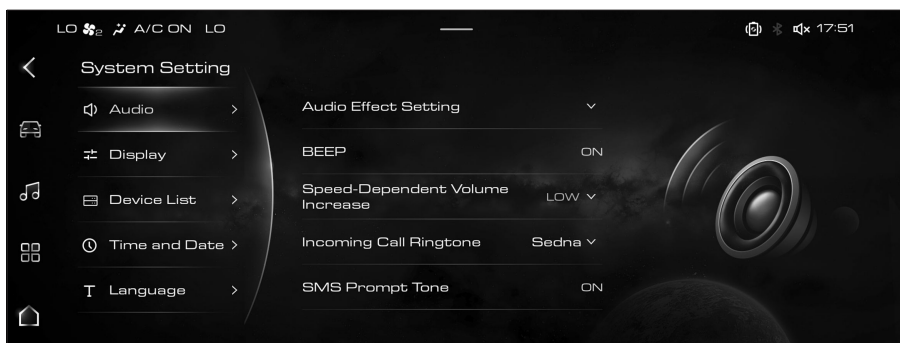 LO 2 A/C ON LO
17:51
System Setting
Audio
Display
Device List
Time and Date
T Language
Audio Effect Setting
BEEP ON
Speed-Dependent Volume
Increase LOW
Incoming Call Ringtone Sedna
SMS Prompt Tone ON